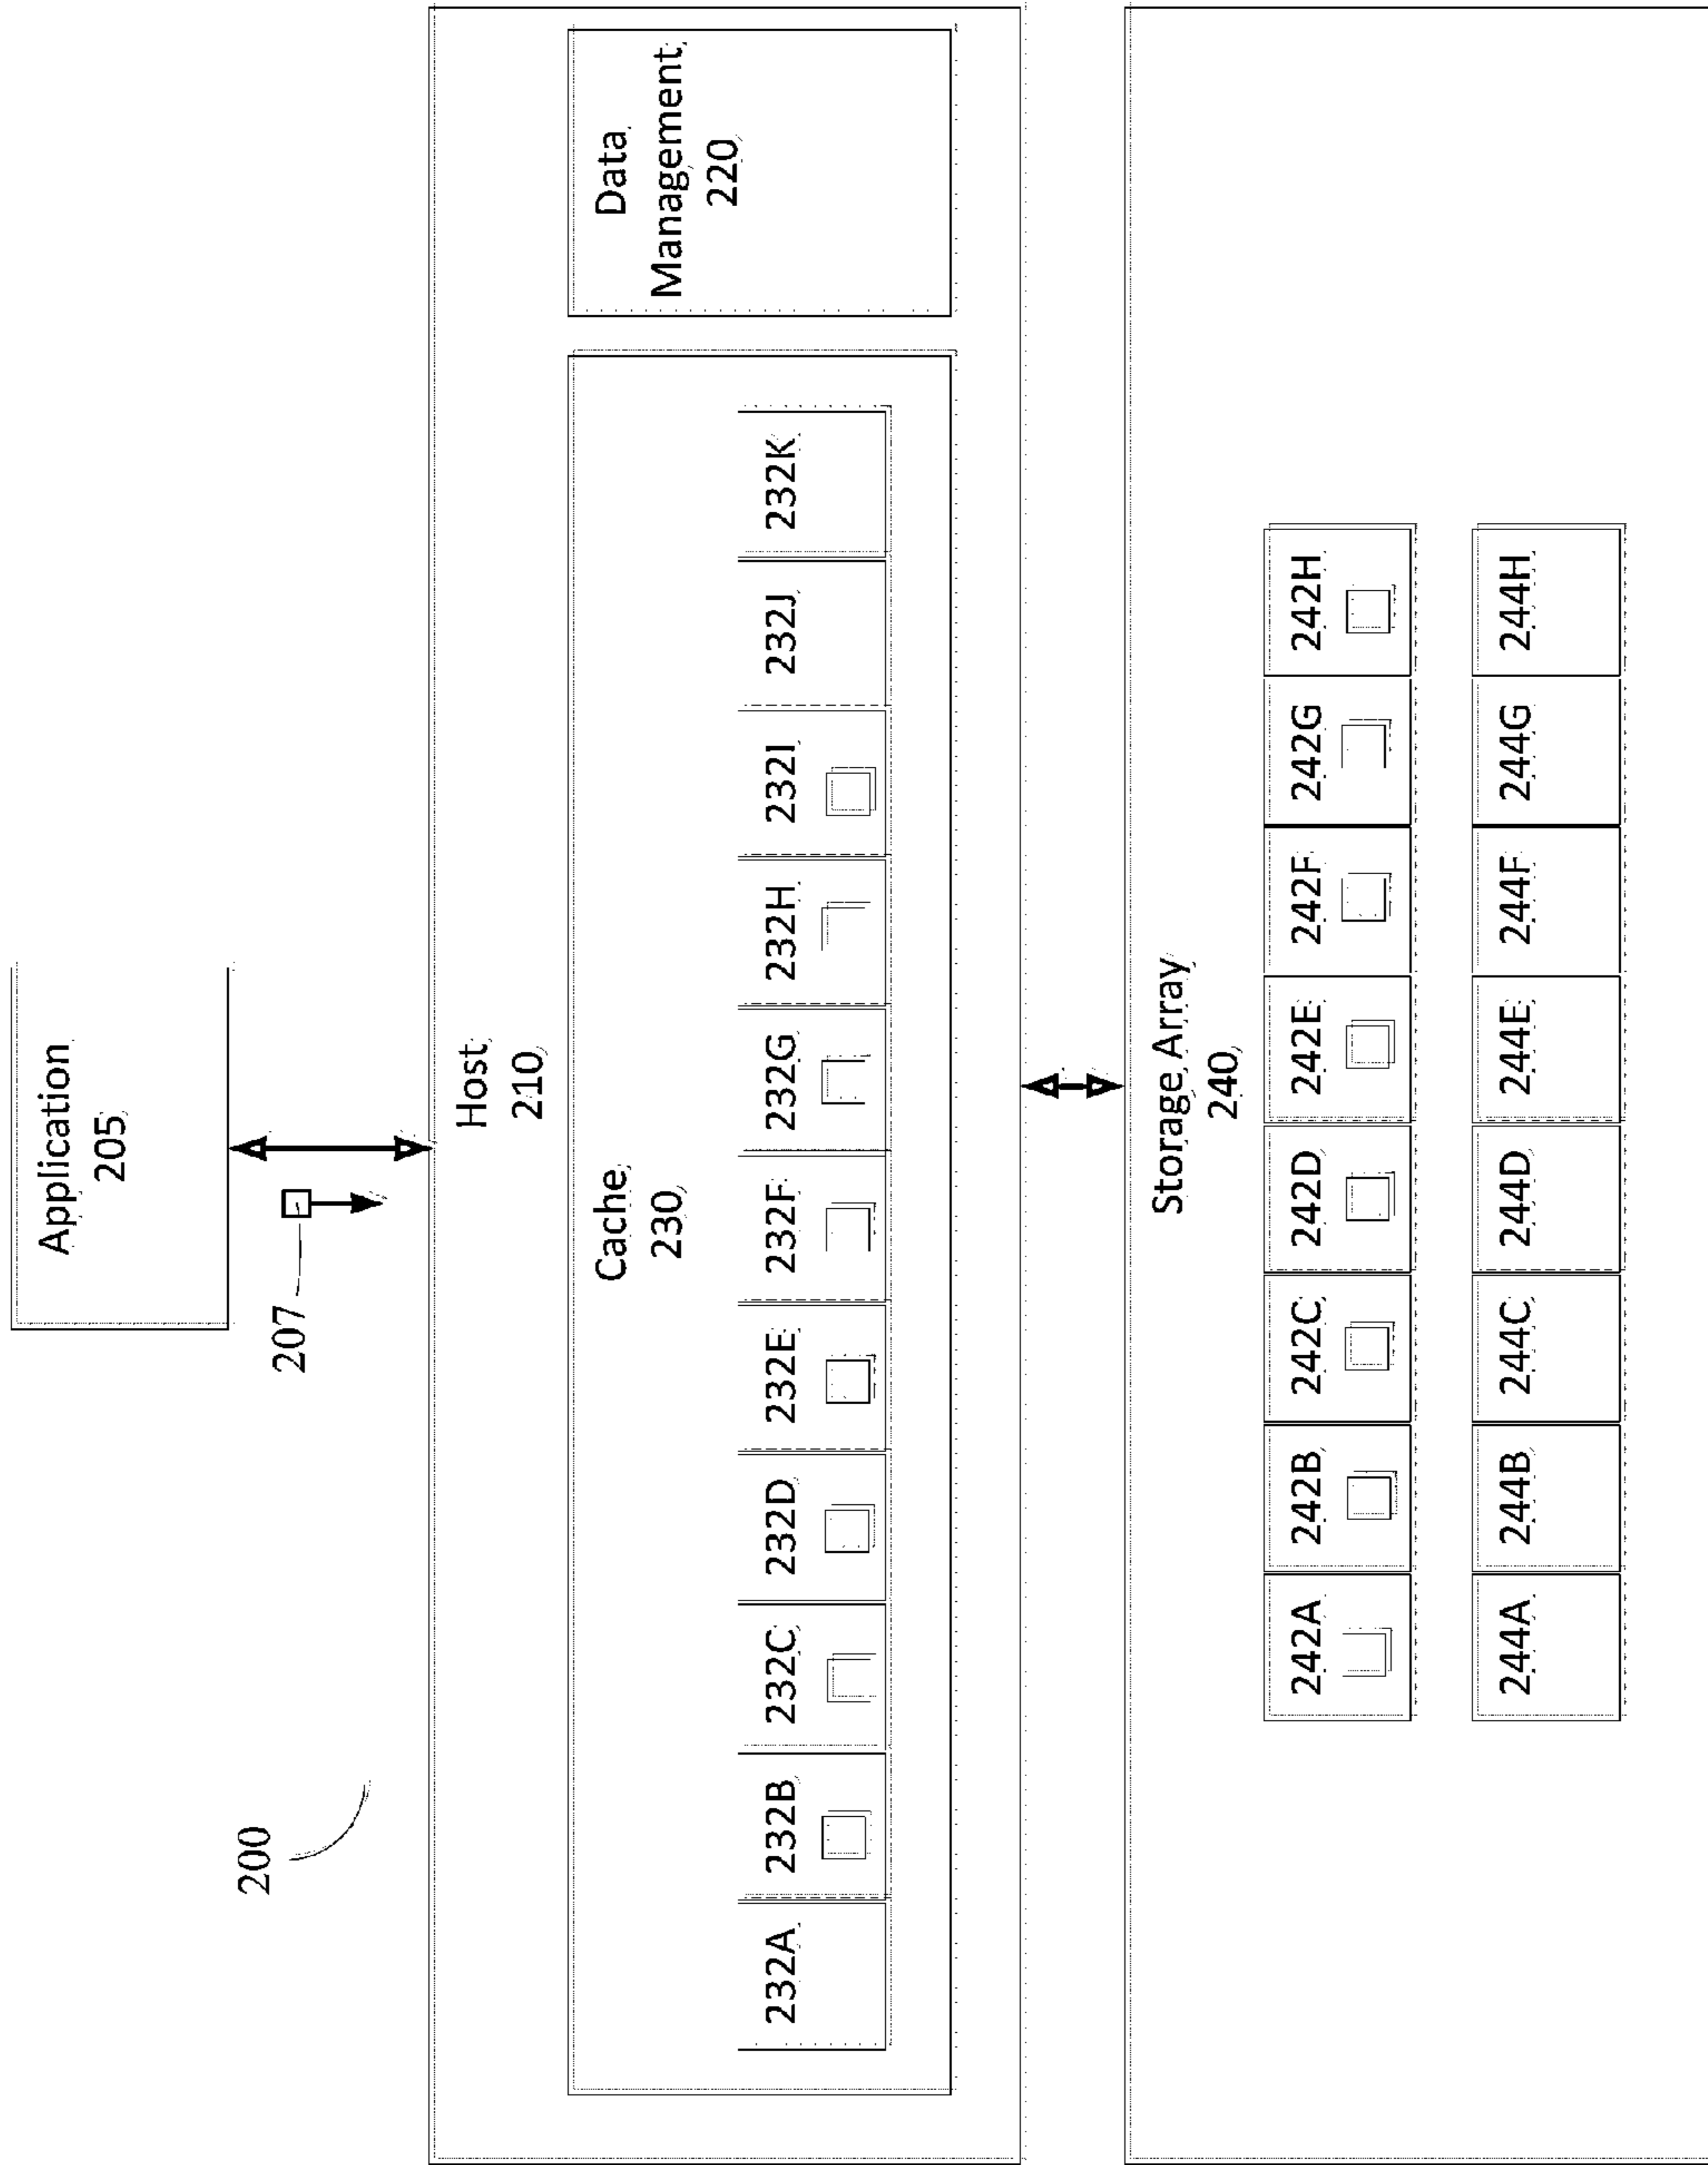 Application
205
207
200
Host
210
Data
Management
220
Cache
230
232A
232B
232C
232D
232E
232F
232G
232H
232I
232J
232K
Storage Array
240
242A
242B
242C
242D
242E
242F
242G
242H
244A
244B
244C
244D
244E
244F
244G
244H